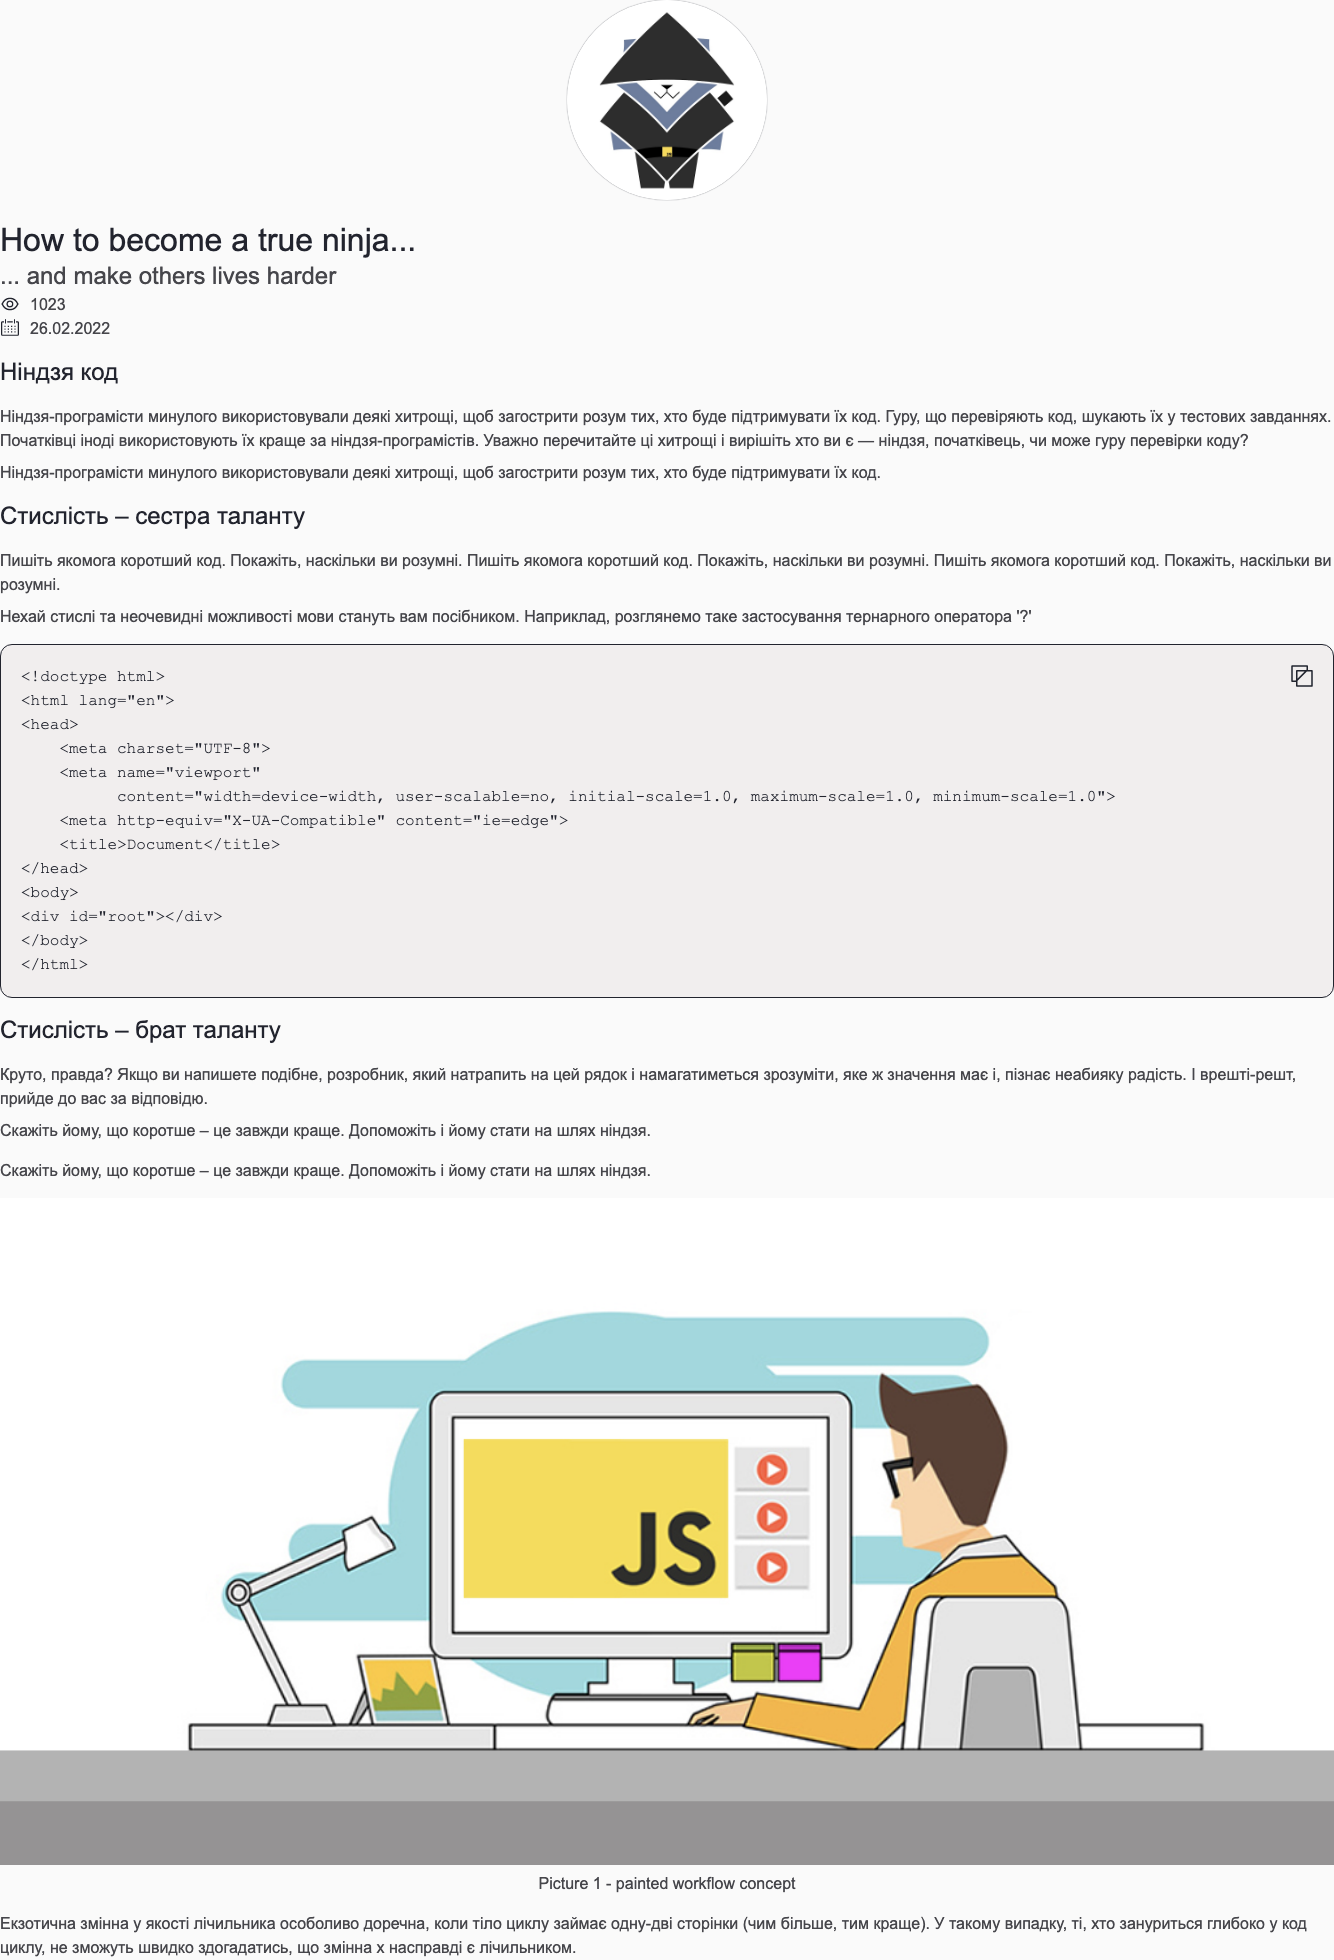 How to become a true ninja...
... and make others lives harder
1023
26.02.2022
Ніндзя код
Ніндзя-програмісти минулого використовували деякі хитрощі, щоб загострити розум тих, хто буде підтримувати їх код. Гуру, що перевіряють код, шукають їх у тестових завданнях.
Початківці іноді використовують їх краще за ніндзя-програмістів. Уважно перечитайте ці хитрощі і вирішіть хто ви є — ніндзя, початківець, чи може гуру перевірки коду?
Ніндзя-програмісти минулого використовували деякі хитрощі, щоб загострити розум тих, хто буде підтримувати їх код.
Стислість – сестра таланту
Пишіть якомога коротший код. Покажіть, наскільки ви розумні. Пишіть якомога коротший код. Покажіть, наскільки ви розумні. Пишіть якомога коротший код. Покажіть, наскільки ви
розумні.
Нехай стислі та неочевидні можливості мови стануть вам посібником. Наприклад, розглянемо таке застосування тернарного оператора '?'
<!doctype html>
<html lang="en">
<head>
    <meta charset="UTF-8">
    <meta name="viewport"
          content="width=device-width, user-scalable=no, initial-scale=1.0, maximum-scale=1.0, minimum-scale=1.0">
    <meta http-equiv="X-UA-Compatible" content="ie=edge">
    <title>Document</title>
</head>
<body>
<div id="root"></div>
</body>
</html>
Стислість – брат таланту
Круто, правда? Якщо ви напишете подібне, розробник, який натрапить на цей рядок і намагатиметься зрозуміти, яке ж значення має і, пізнає неабияку радість. І врешті-решт,
прийде до вас за відповідю.
Скажіть йому, що коротше – це завжди краще. Допоможіть і йому стати на шлях ніндзя.
Скажіть йому, що коротше – це завжди краще. Допоможіть і йому стати на шлях ніндзя.
JS
Picture 1 - painted workflow concept
Екзотична змінна у якості лічильника особоливо доречна, коли тіло циклу займає одну-дві сторінки (чим більше, тим краще). У такому випадку, ті, хто зануриться глибоко у код
циклу, не зможуть швидко здогадатись, що змінна x насправді є лічильником.